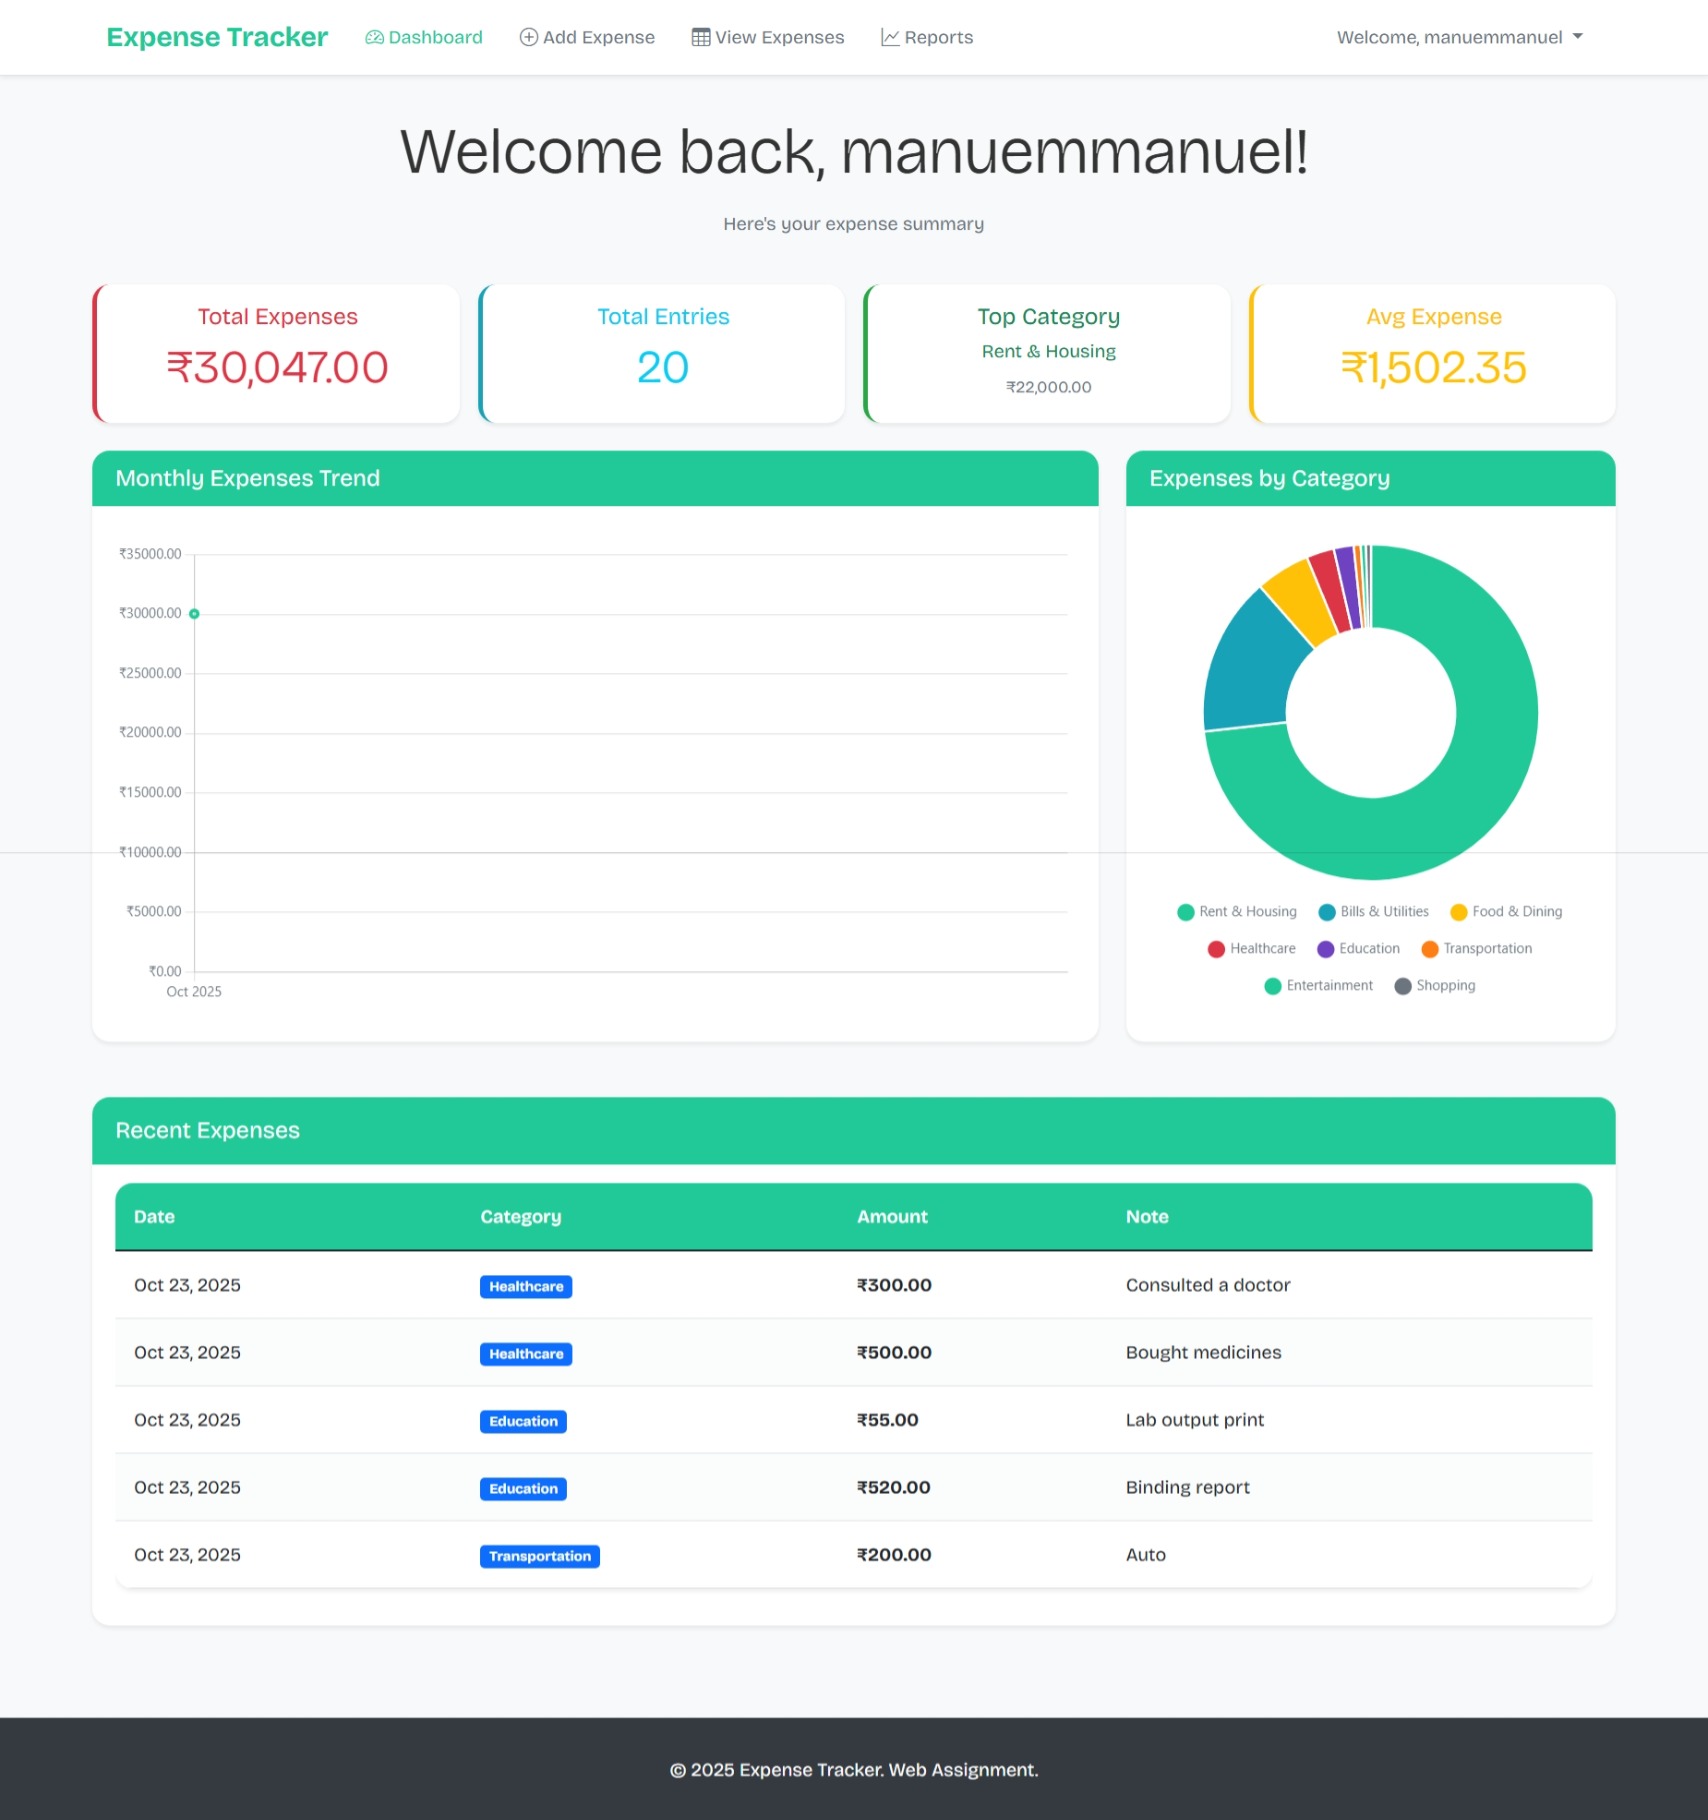 Expense Tracker Dashboard Add Expense View Expenses Reports Welcome, manuemmanuel
Welcome back, manuemmanuel!
Here's your expense summary
Total Expenses
₹30,047.00
Total Entries
20
Top Category
Rent & Housing
₹22,000.00
Avg Expense
₹1,502.35
Monthly Expenses Trend
₹35000.00
₹30000.00
₹25000.00
₹20000.00
₹15000.00
₹10000.00
₹5000.00
₹0.00
Oct 2025
Expenses by Category
Rent & Housing Bills & Utilities Food & Dining
Healthcare Education Transportation
Entertainment Shopping
Recent Expenses
Date Category Amount Note
Oct 23, 2025 Healthcare ₹300.00 Consulted a doctor
Oct 23, 2025 Healthcare ₹500.00 Bought medicines
Oct 23, 2025 Education ₹55.00 Lab output print
Oct 23, 2025 Education ₹520.00 Binding report
Oct 23, 2025 Transportation ₹200.00 Auto
© 2025 Expense Tracker. Web Assignment.